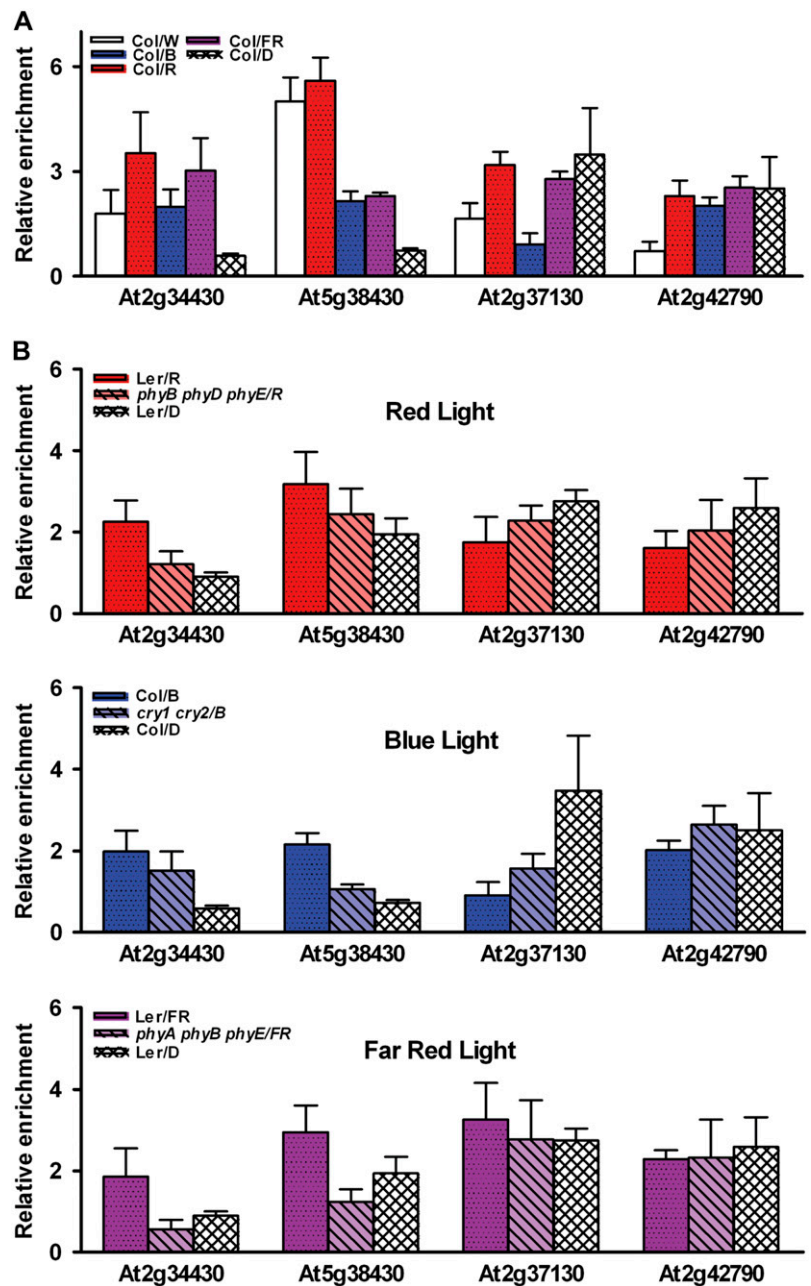 A
Col/W
Col/B
Col/R
Col/FR
Col/D
Relative enrichment
6
3
0
At2g34430 At5g38430 At2g37130 At2g42790
B
Ler/R
phyB phyD phyE/R
Ler/D
Red Light
Relative enrichment
6
4
2
0
At2g34430 At5g38430 At2g37130 At2g42790
Col/B
cry1 cry2/B
Col/D
Blue Light
Relative enrichment
6
4
2
0
At2g34430 At5g38430 At2g37130 At2g42790
Ler/FR
phyA phyB phyE/FR
Ler/D
Far Red Light
Relative enrichment
6
4
2
0
At2g34430 At5g38430 At2g37130 At2g42790